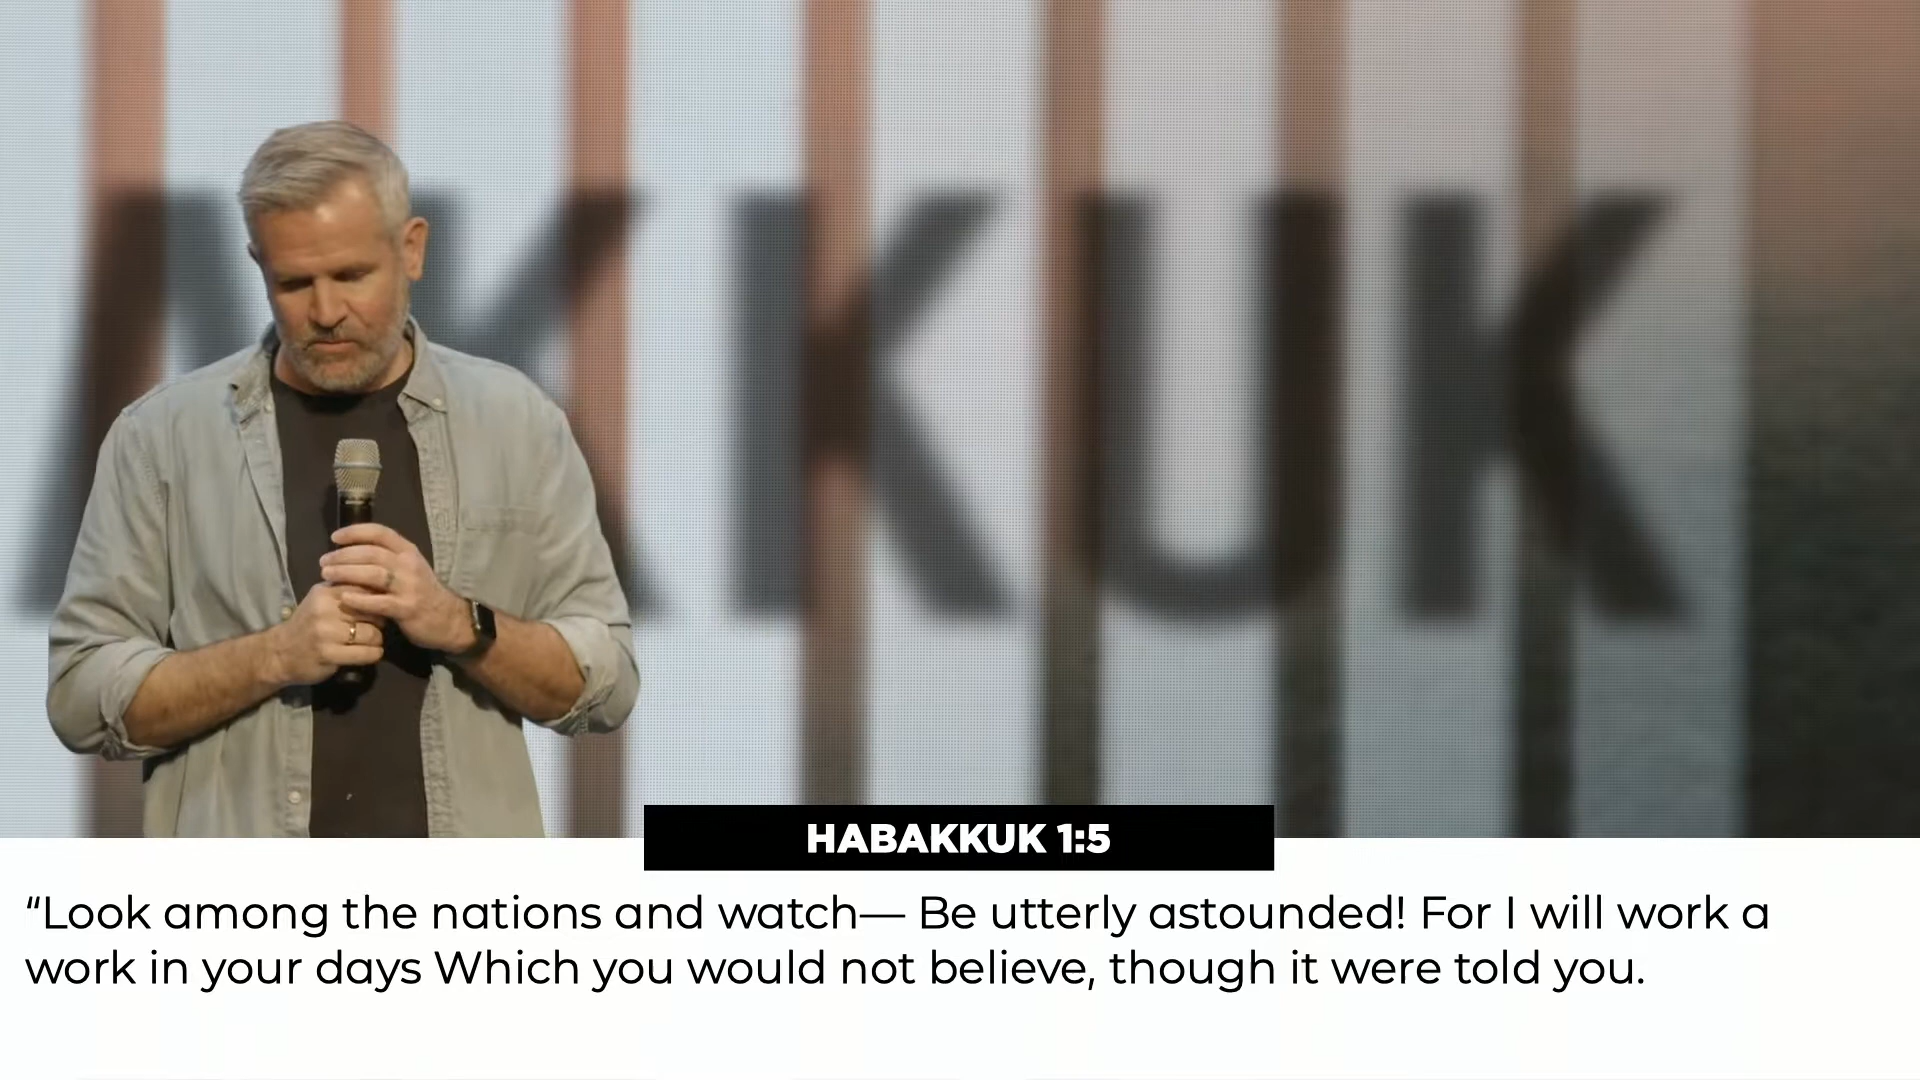 AKKUK
HABAKKUK 1:5
“Look among the nations and watch— Be utterly astounded! For I will work a
work in your days Which you would not believe, though it were told you.